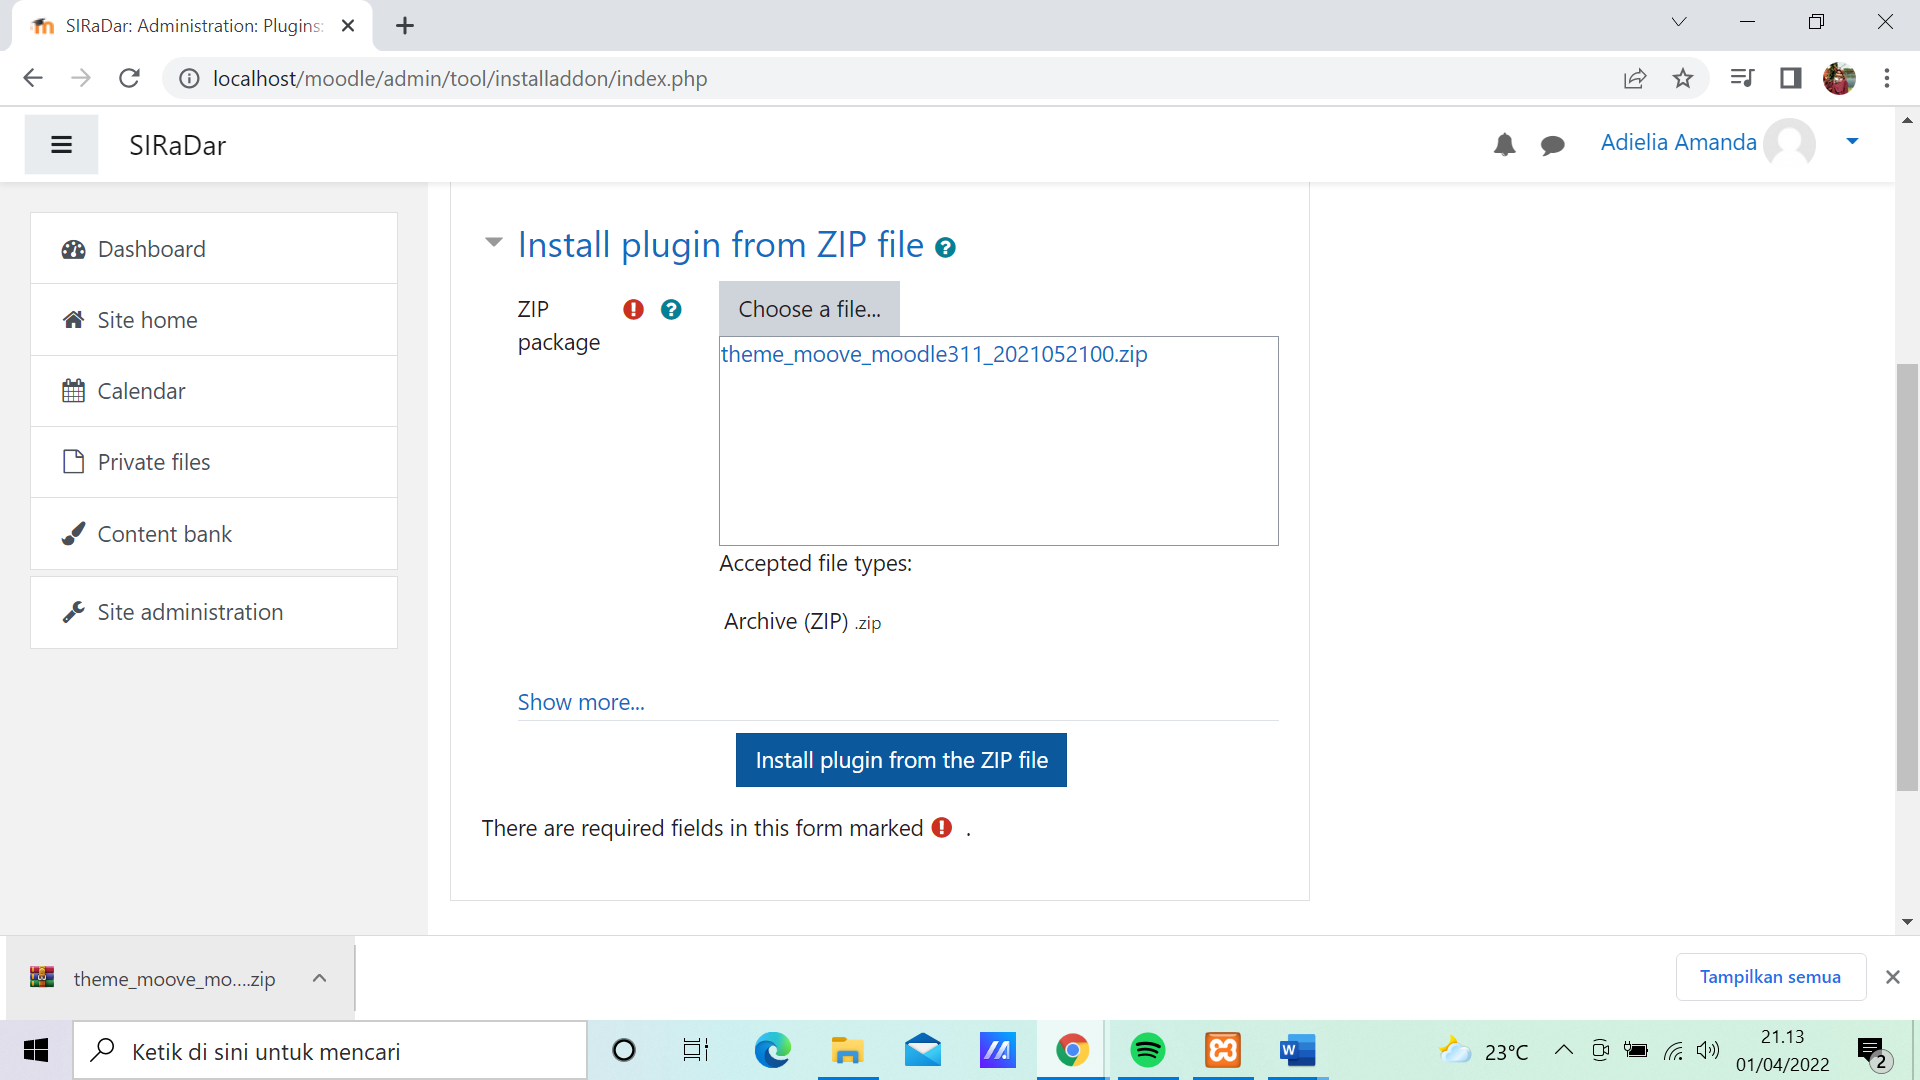 SIRaDar: Administration: Plugins:
localhost/moodle/admin/tool/installaddon/index.php
SIRaDar
Adielia Amanda
Dashboard
Site home
Calendar
Private files
Content bank
Site administration
Install plugin from ZIP file
ZIP package
Choose a file...
theme_moove_moodle311_2021052100.zip
Accepted file types:
Archive (ZIP) .zip
Show more...
Install plugin from the ZIP file
There are required fields in this form marked .
theme_moove_mo....zip
Tampilkan semua
Ketik di sini untuk mencari
23°C
21.13
01/04/2022
2